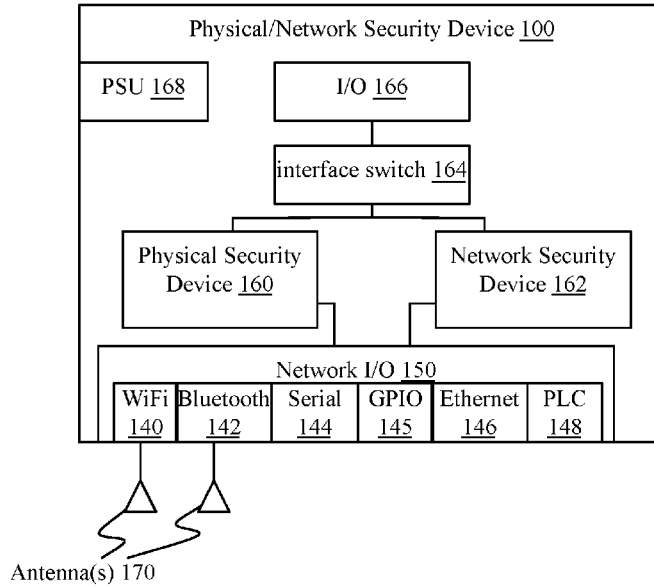 Physical/Network Security Device 100
PSU 168
I/O 166
interface switch 164
Physical Security
Device 160
Network Security
Device 162
Network I/O 150
WiFi
140
Bluetooth
142
Serial
144
GPIO
145
Ethernet
146
PLC
148
Antenna(s) 170